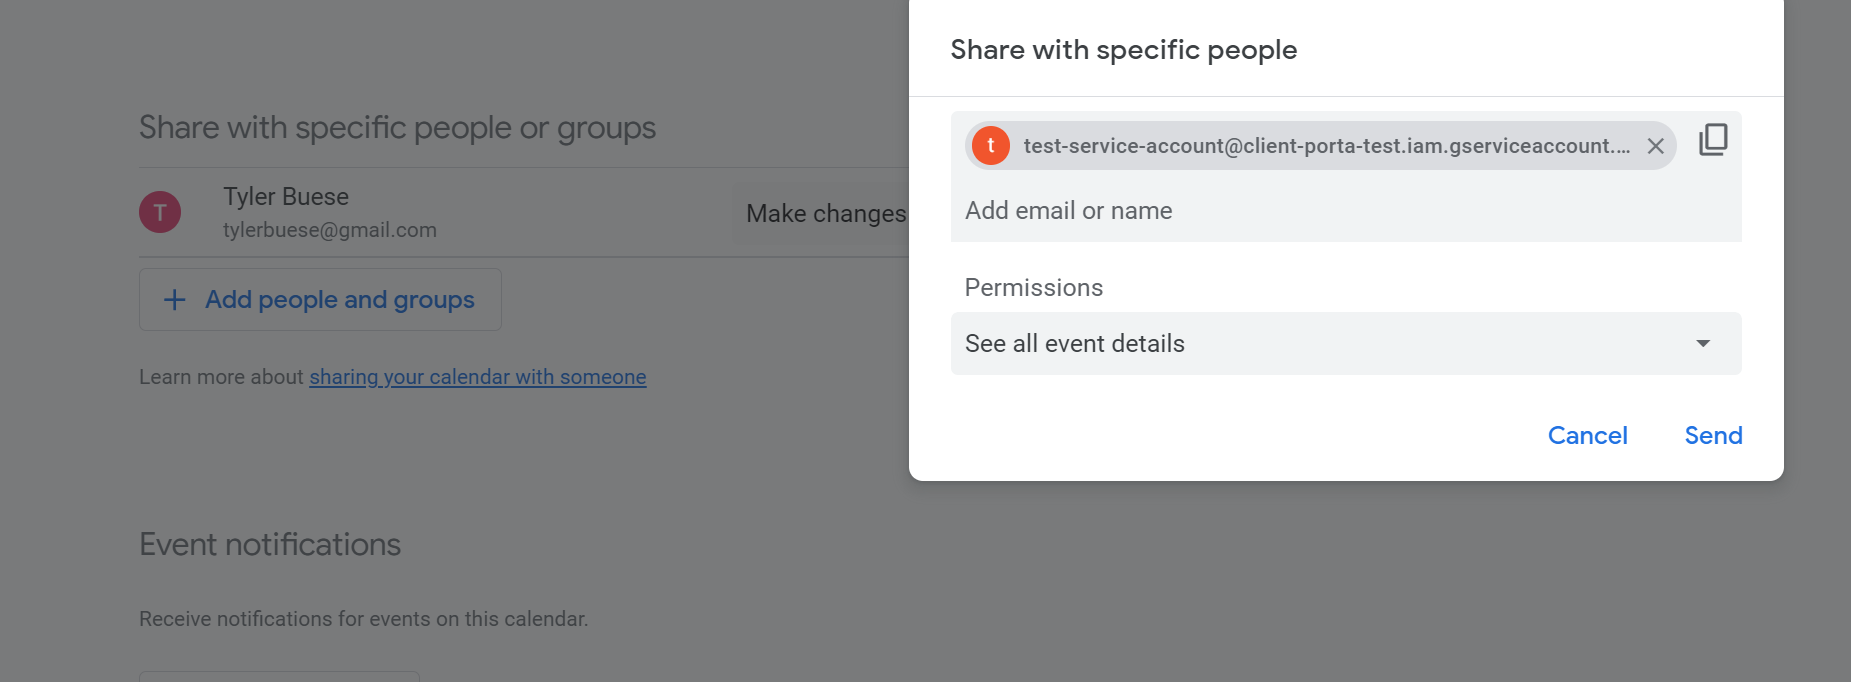 Share with specific people or groups
T
Tyler Buese
tylerbuese@gmail.com
Make changes
Add people and groups
Learn more about sharing your calendar with someone
Event notifications
Receive notifications for events on this calendar.
Share with specific people
t
test-service-account@client-porta-test.iam.gserviceaccount....
Add email or name
Permissions
See all event details
Cancel Send